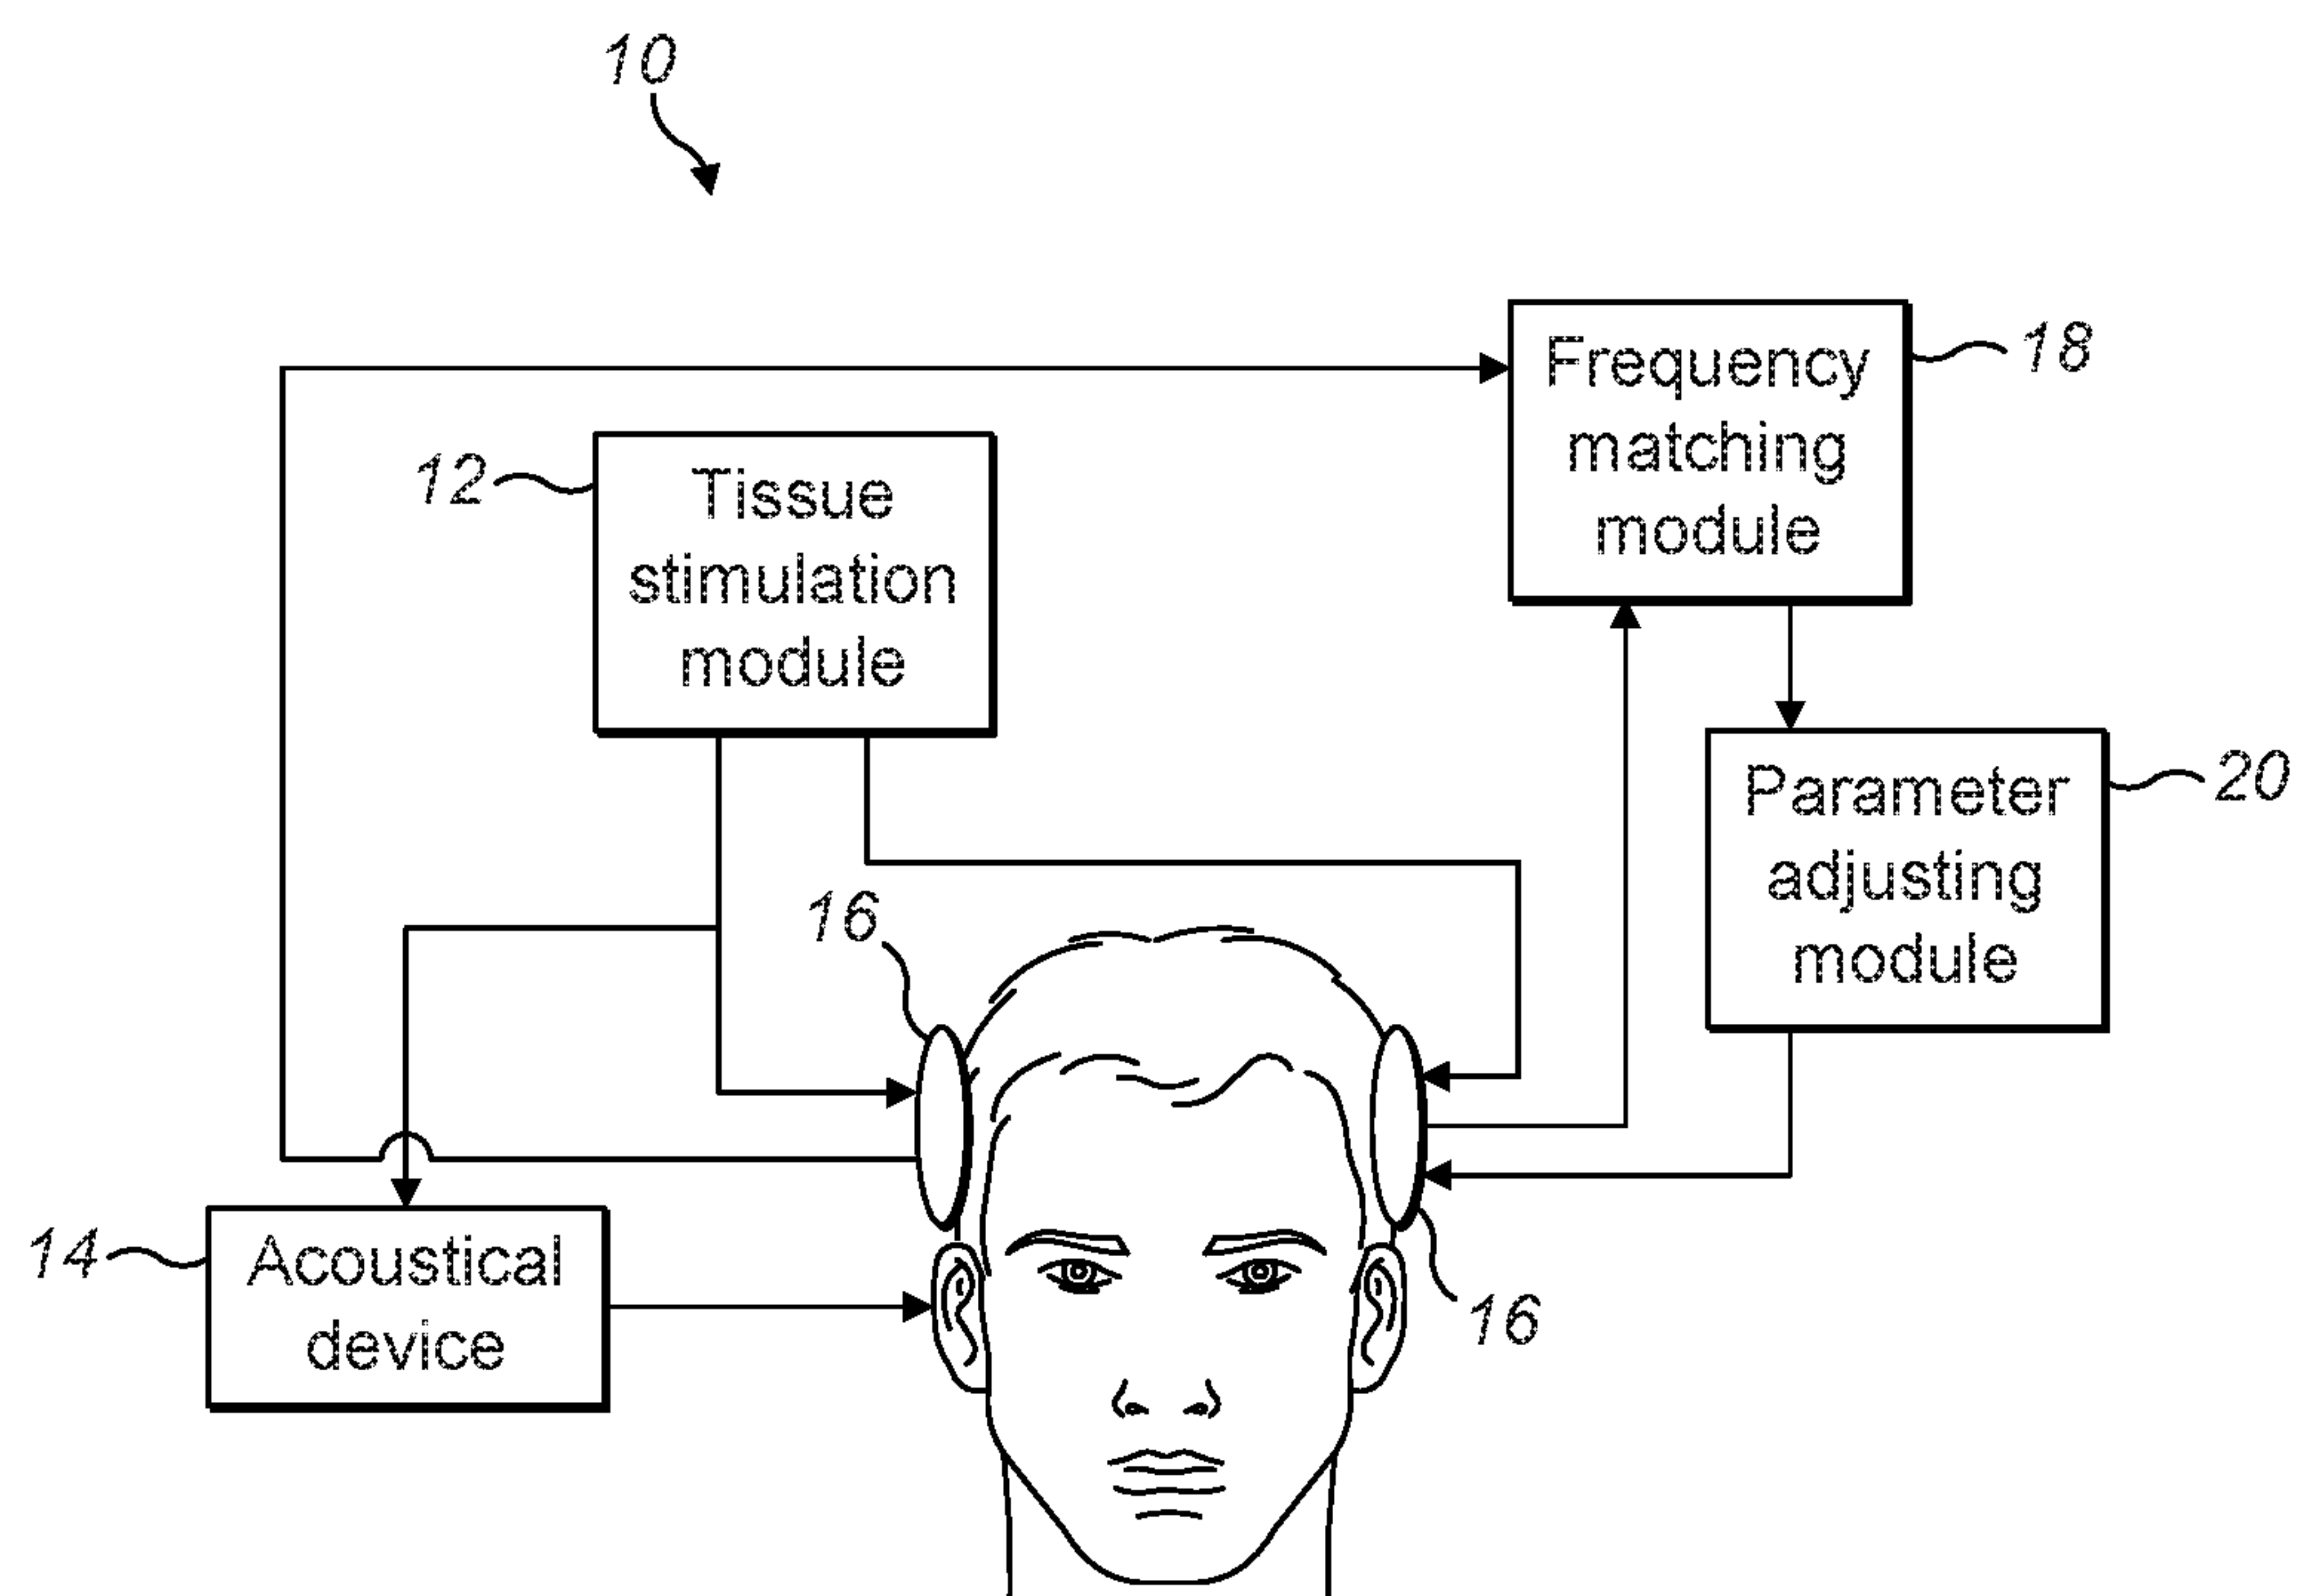 10
Frequency
matching
module
18
12
Tissue
stimulation
module
Parameter
adjusting
module
20
16
14
Acoustical
device
16